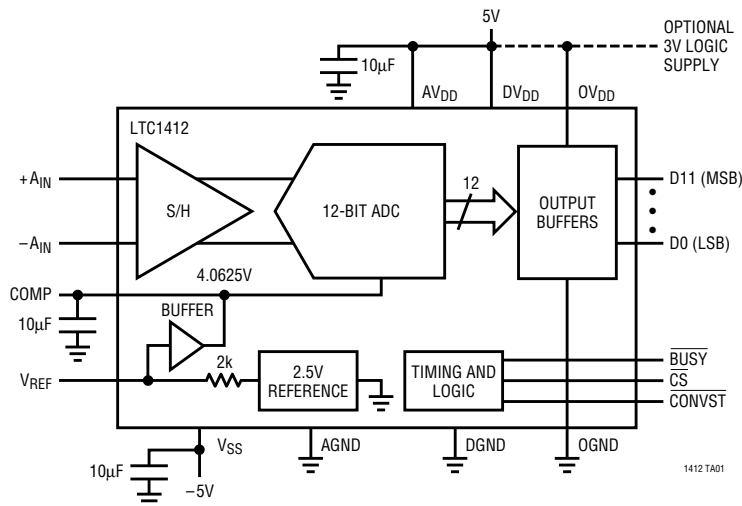 5V
OPTIONAL
3V LOGIC
SUPPLY
10µF
AVDD
DVDD
OVDD
LTC1412
+AIN
–AIN
S/H
12-BIT ADC
12
OUTPUT
BUFFERS
D11 (MSB)
D0 (LSB)
4.0625V
COMP
10µF
BUFFER
VREF
2k
2.5V
REFERENCE
TIMING AND
LOGIC
BUSY
CS
CONVST
VSS
AGND
DGND
OGND
10µF
–5V
1412 TA01